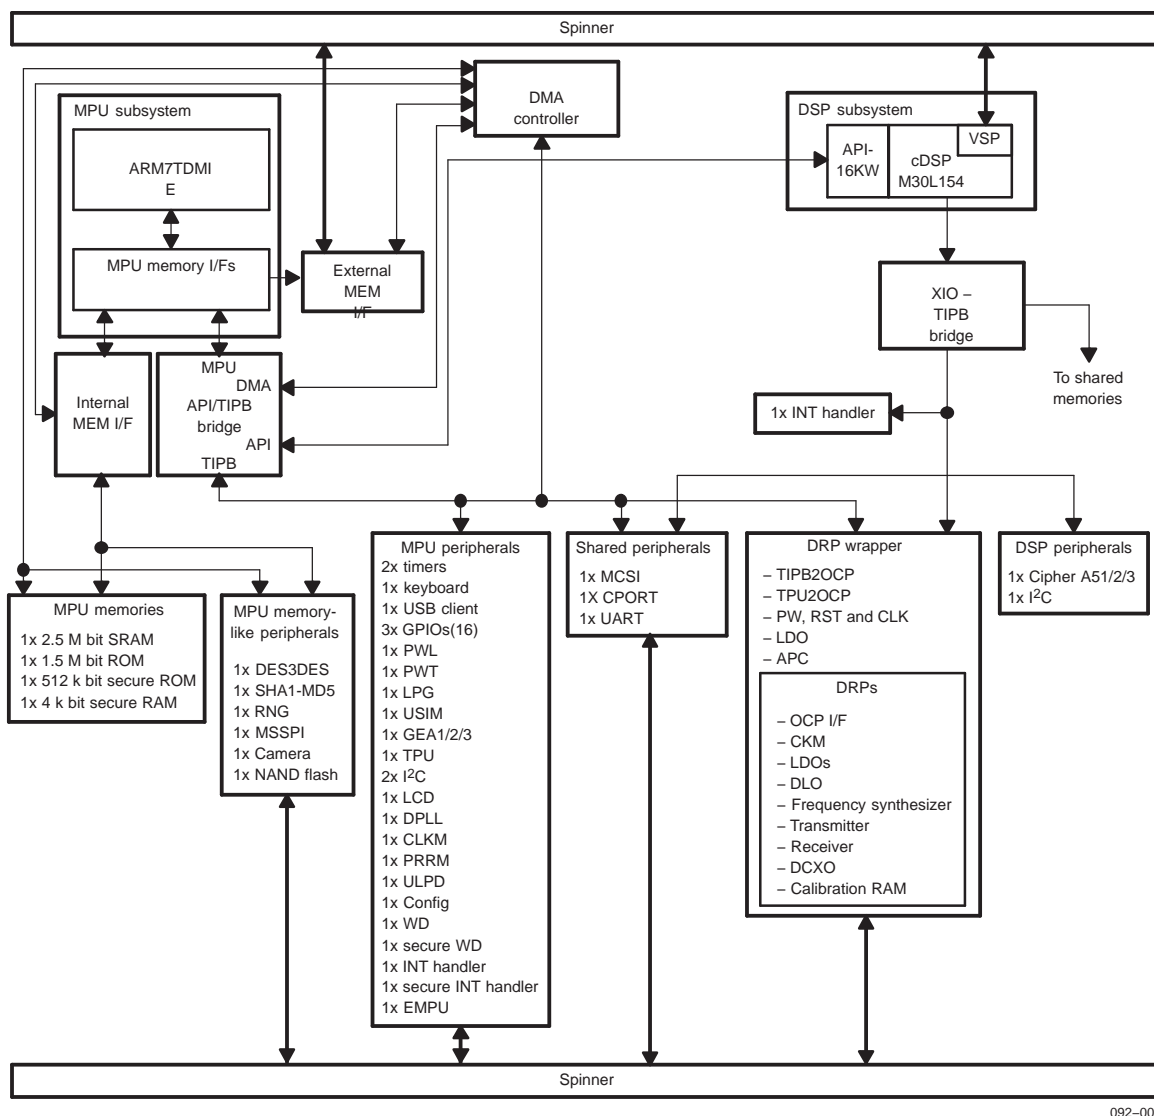 Spinner
MPU subsystem
ARM7TDMI
E
MPU memory I/Fs
DMA
controller
DSP subsystem
API-
16KW
cDSP
M30L154
VSP
External
MEM
I/F
XIO –
TIPB
bridge
To shared
memories
1x INT handler
Internal
MEM I/F
MPU
DMA
API/TIPB
bridge
API
TIPB
MPU memories
1x 2.5 M bit SRAM
1x 1.5 M bit ROM
1x 512 k bit secure ROM
1x 4 k bit secure RAM
MPU memory-
like peripherals
1x DES3DES
1x SHA1-MD5
1x RNG
1x MSSPI
1x Camera
1x NAND flash
MPU peripherals
2x timers
1x keyboard
1x USB client
3x GPIOs(16)
1x PWL
1x PWT
1x LPG
1x USIM
1x GEA1/2/3
1x TPU
2x I²C
1x LCD
1x DPLL
1x CLKM
1x PRRM
1x ULPD
1x Config
1x WD
1x secure WD
1x INT handler
1x secure INT handler
1x EMPU
Shared peripherals
1x MCSI
1X CPORT
1x UART
DRP wrapper
– TIPB2OCP
– TPU2OCP
– PW, RST and CLK
– LDO
– APC
DRPs
– OCP I/F
– CKM
– LDOs
– DLO
– Frequency synthesizer
– Transmitter
– Receiver
– DCXO
– Calibration RAM
DSP peripherals
1x Cipher A51/2/3
1x I²C
Spinner
092–00